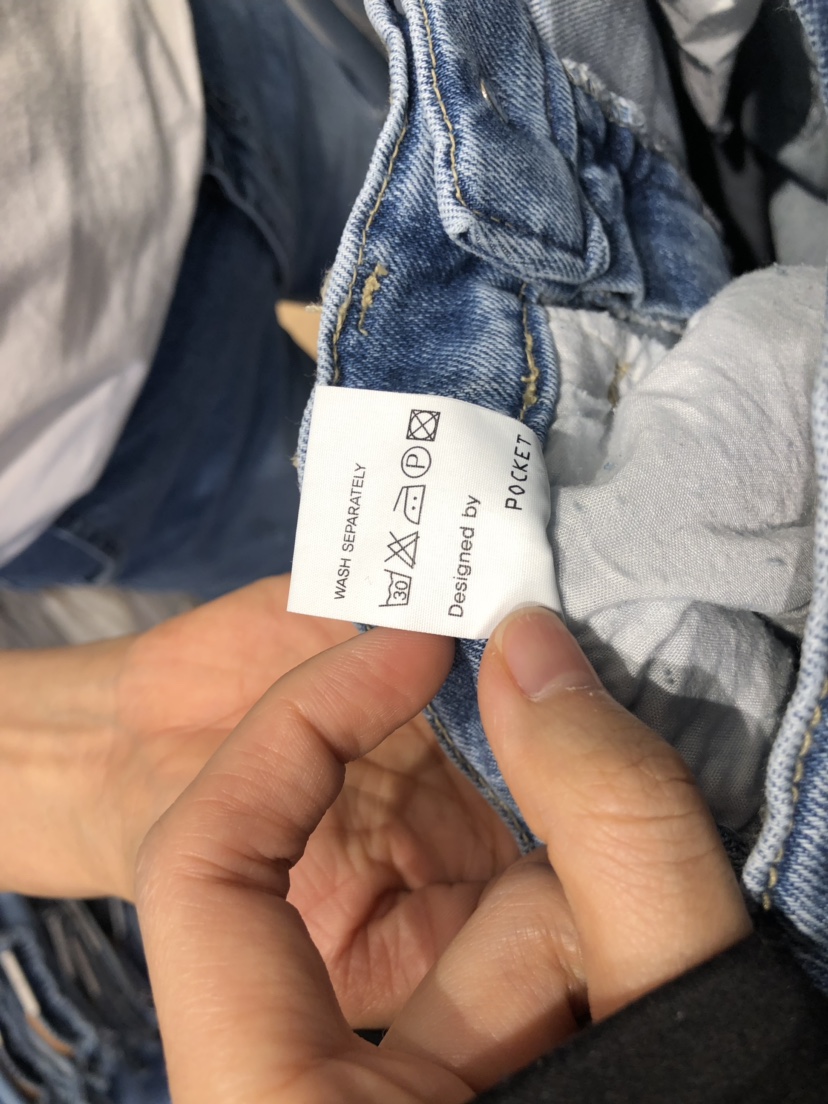 WASH SEPARATELY
30 P
Designed by
POCKET